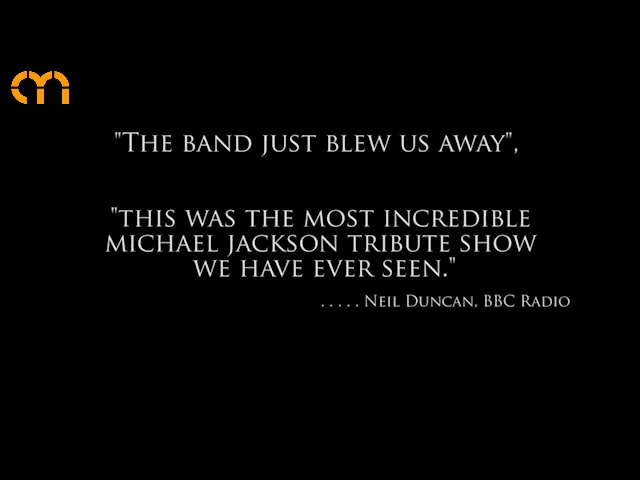 "The band just blew us away",
"this was the most incredible
michael jackson tribute show
we have ever seen."
. . . . . Neil Duncan, BBC Radio